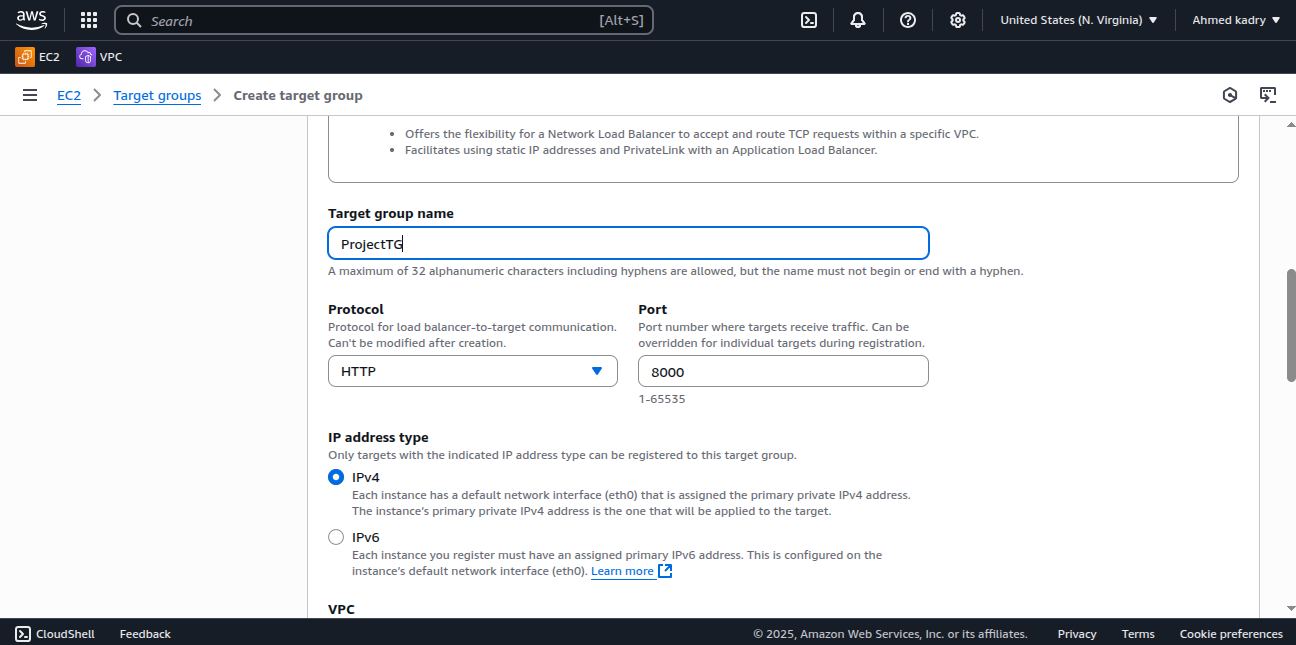 aws
Search
[Alt+S]
United States (N. Virginia)
Ahmed kadry
EC2
VPC
EC2
Target groups
Create target group
Offers the flexibility for a Network Load Balancer to accept and route TCP requests within a specific VPC.
Facilitates using static IP addresses and PrivateLink with an Application Load Balancer.
Target group name
ProjectTG
A maximum of 32 alphanumeric characters including hyphens are allowed, but the name must not begin or end with a hyphen.
Protocol
Protocol for load balancer-to-target communication.
Can't be modified after creation.
HTTP
Port
Port number where targets receive traffic. Can be
overridden for individual targets during registration.
8000
1-65535
IP address type
Only targets with the indicated IP address type can be registered to this target group.
IPv4
Each instance has a default network interface (eth0) that is assigned the primary private IPv4 address.
The instance's primary private IPv4 address is the one that will be applied to the target.
IPv6
Each instance you register must have an assigned primary IPv6 address. This is configured on the
instance's default network interface (eth0). Learn more
VPC
CloudShell
Feedback
© 2025, Amazon Web Services, Inc. or its affiliates.
Privacy
Terms
Cookie preferences